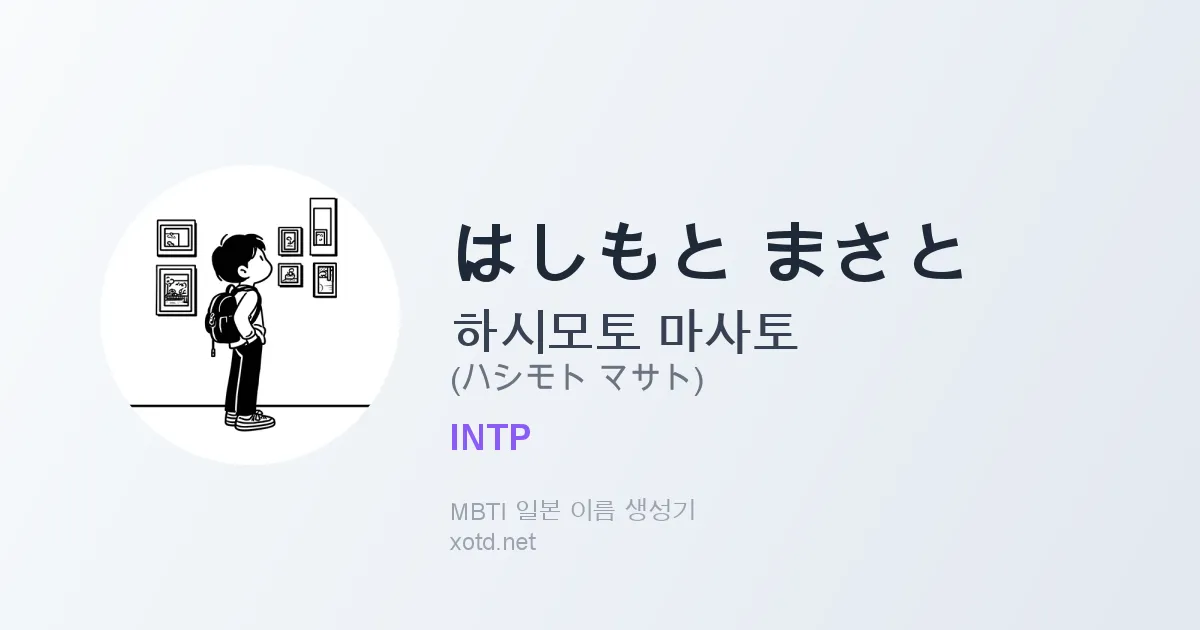 はしもと まさと
하시모토 마사토
(ハシモト マサト)
INTP
MBTI 일본 이름 생성기
xotd.net